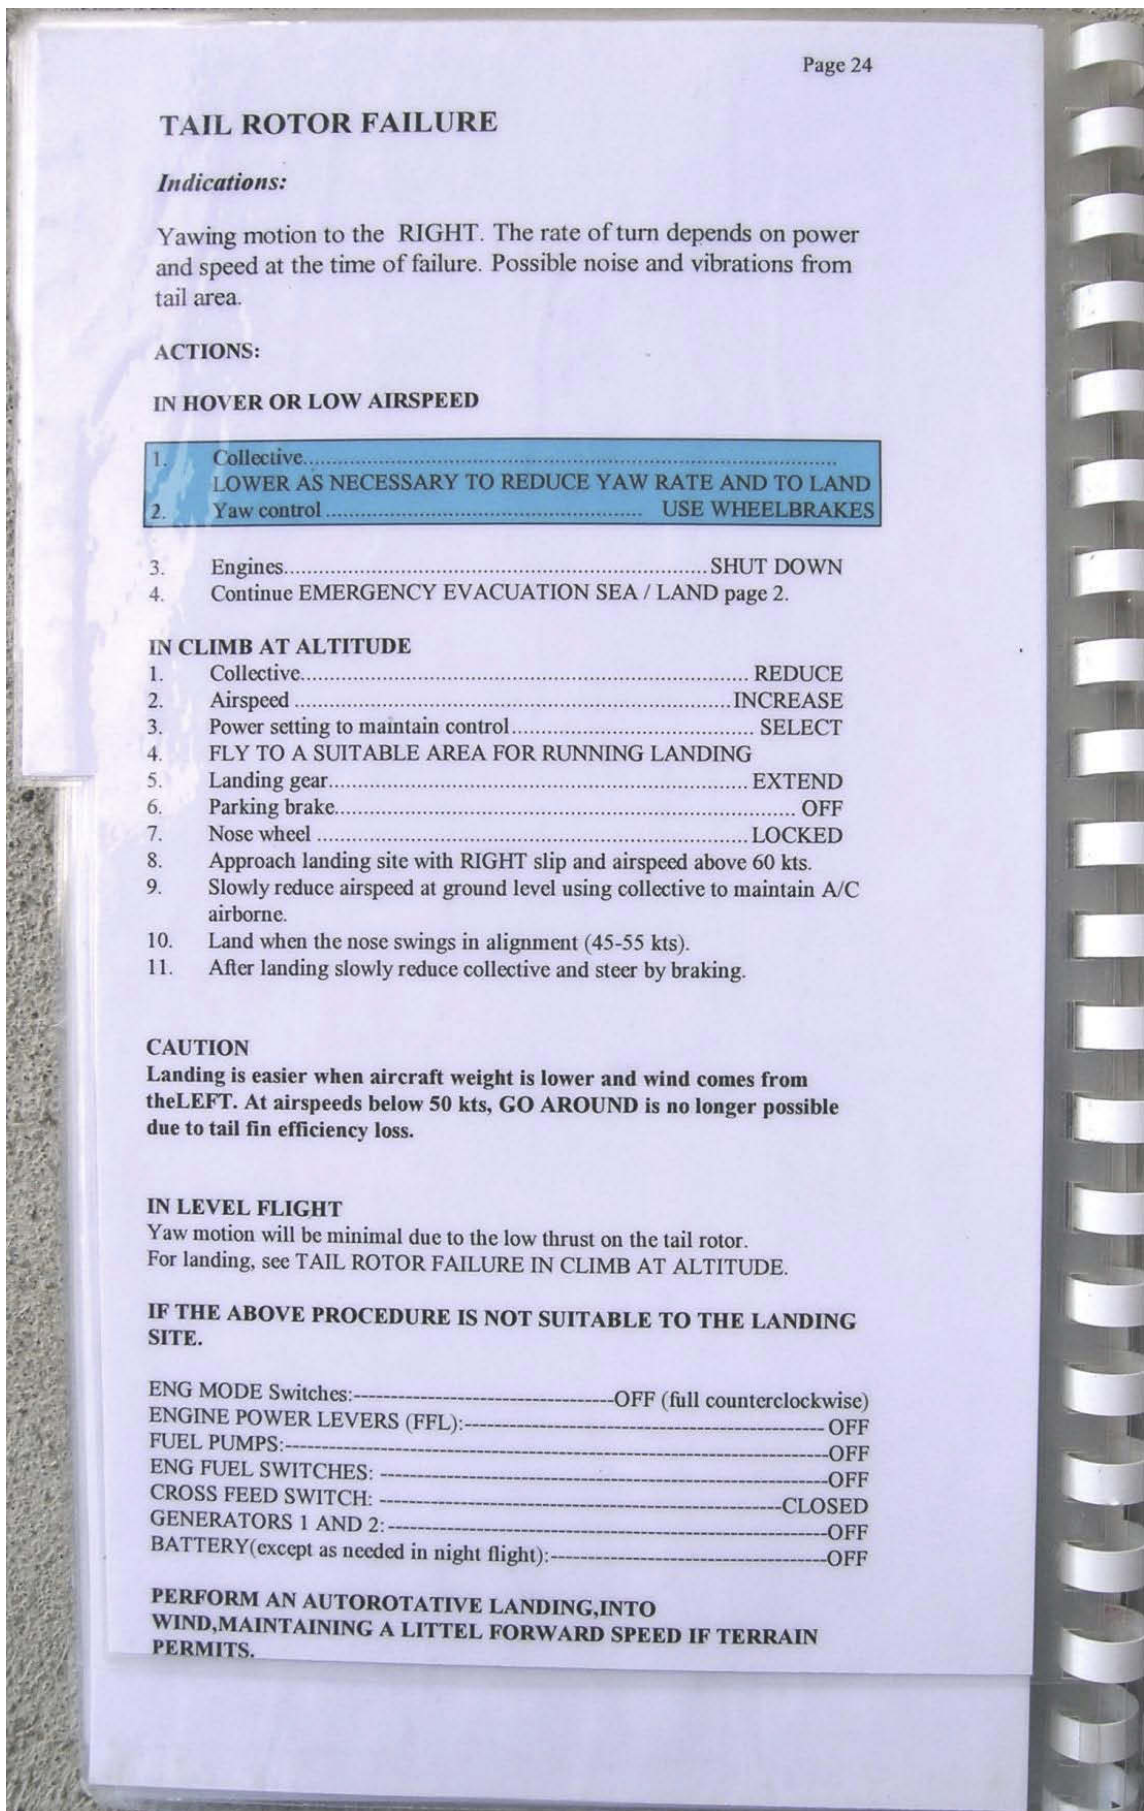 Page 24
TAIL ROTOR FAILURE
Indications:
Yawing motion to the RIGHT. The rate of turn depends on power
and speed at the time of failure. Possible noise and vibrations from
tail area.
ACTIONS:
IN HOVER OR LOW AIRSPEED
1. Collective..........................................................................................
LOWER AS NECESSARY TO REDUCE YAW RATE AND TO LAND
2. Yaw control ..................................................... USE WHEELBRAKES
3. Engines.......................................................................SHUT DOWN
4. Continue EMERGENCY EVACUATION SEA / LAND page 2.
IN CLIMB AT ALTITUDE
1. Collective........................................................................... REDUCE
2. Airspeed .........................................................................INCREASE
3. Power setting to maintain control......................................... SELECT
4. FLY TO A SUITABLE AREA FOR RUNNING LANDING
5. Landing gear....................................................................... EXTEND
6. Parking brake.............................................................................. OFF
7. Nose wheel ......................................................................... LOCKED
8. Approach landing site with RIGHT slip and airspeed above 60 kts.
9. Slowly reduce airspeed at ground level using collective to maintain A/C
airborne.
10. Land when the nose swings in alignment (45-55 kts).
11. After landing slowly reduce collective and steer by braking.
CAUTION
Landing is easier when aircraft weight is lower and wind comes from
theLEFT. At airspeeds below 50 kts, GO AROUND is no longer possible
due to tail fin efficiency loss.
IN LEVEL FLIGHT
Yaw motion will be minimal due to the low thrust on the tail rotor.
For landing, see TAIL ROTOR FAILURE IN CLIMB AT ALTITUDE.
IF THE ABOVE PROCEDURE IS NOT SUITABLE TO THE LANDING
SITE.
ENG MODE Switches:---------------------------------OFF (full counterclockwise)
ENGINE POWER LEVERS (FFL):---------------------------------------------- OFF
FUEL PUMPS:---------------------------------------------------------------------OFF
ENG FUEL SWITCHES: ---------------------------------------------------------OFF
CROSS FEED SWITCH: ---------------------------------------------------CLOSED
GENERATORS 1 AND 2:--------------------------------------------------------OFF
BATTERY(except as needed in night flight):-----------------------------------OFF
PERFORM AN AUTOROTATIVE LANDING,INTO
WIND,MAINTAINING A LITTEL FORWARD SPEED IF TERRAIN
PERMITS.